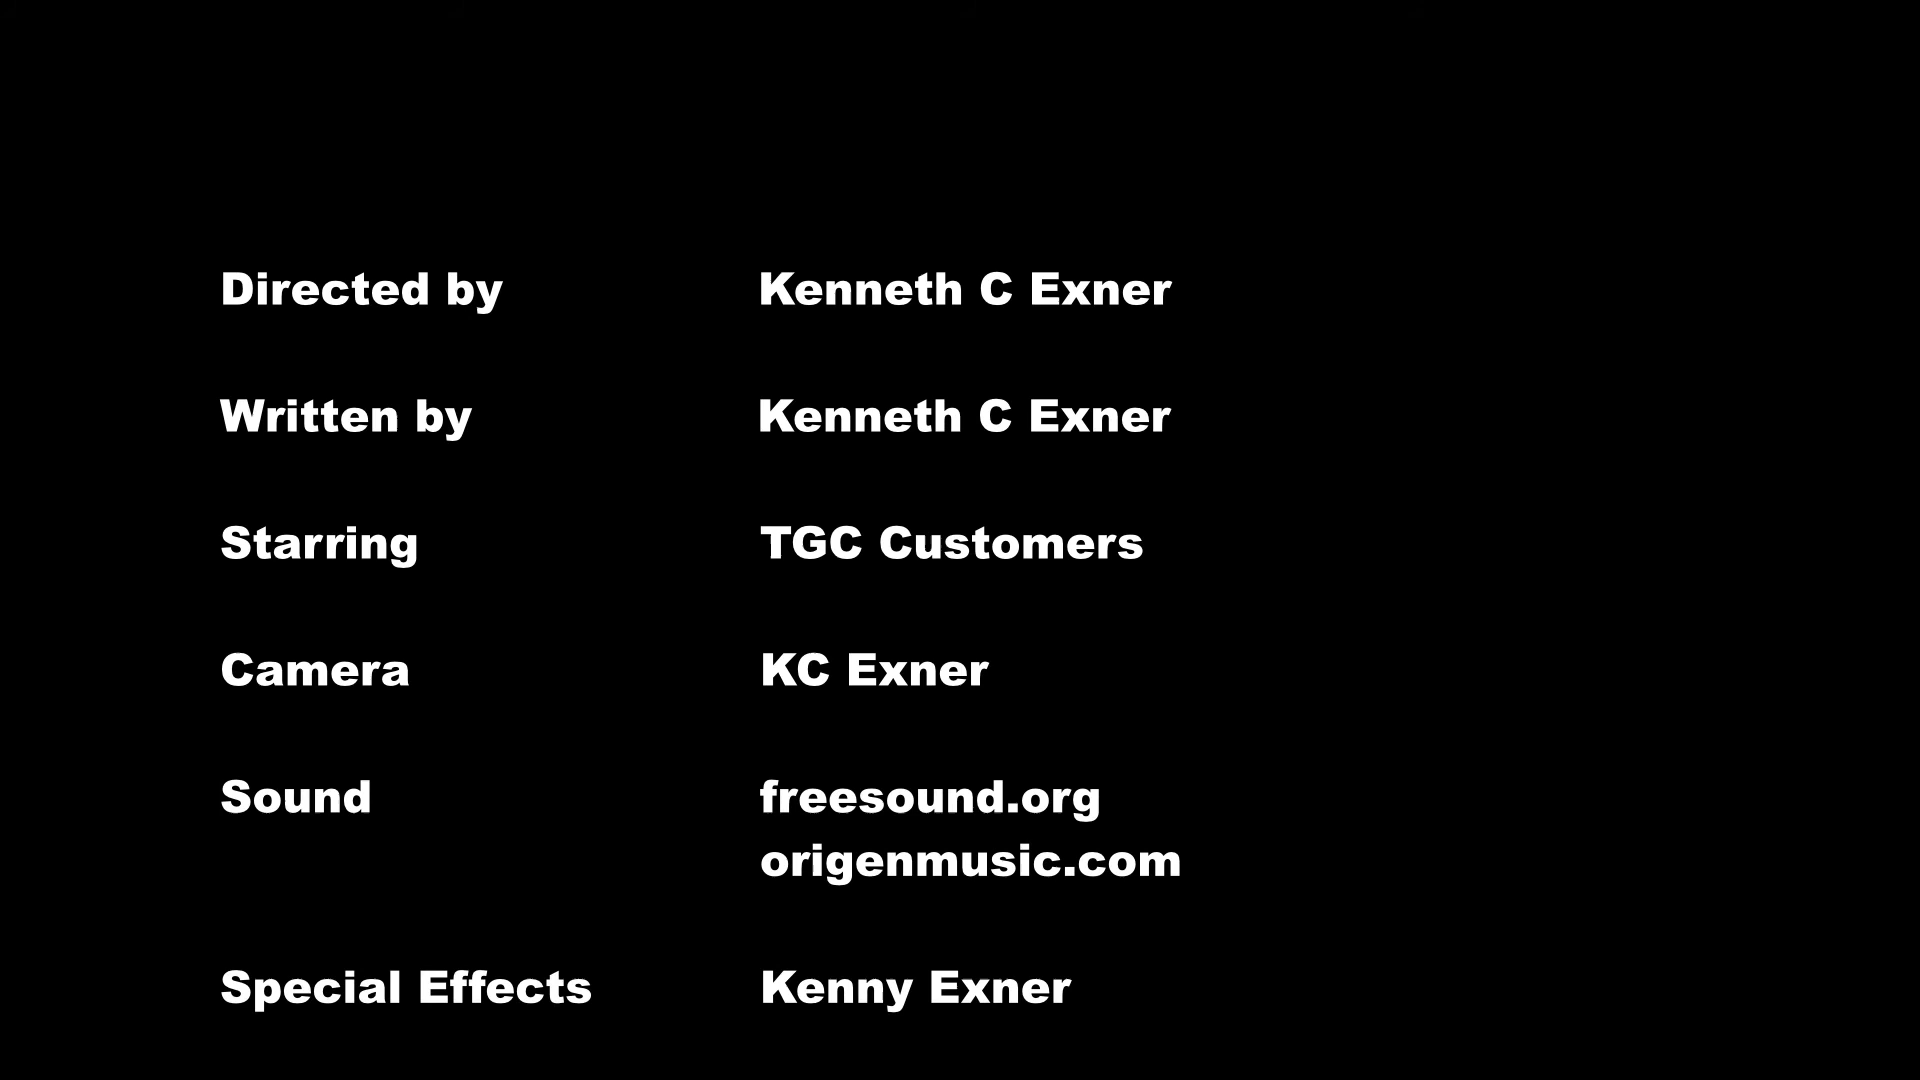 Directed by Kenneth C Exner
Written by Kenneth C Exner
Starring TGC Customers
Camera KC Exner
Sound freesound.org
origenmusic.com
Special Effects Kenny Exner